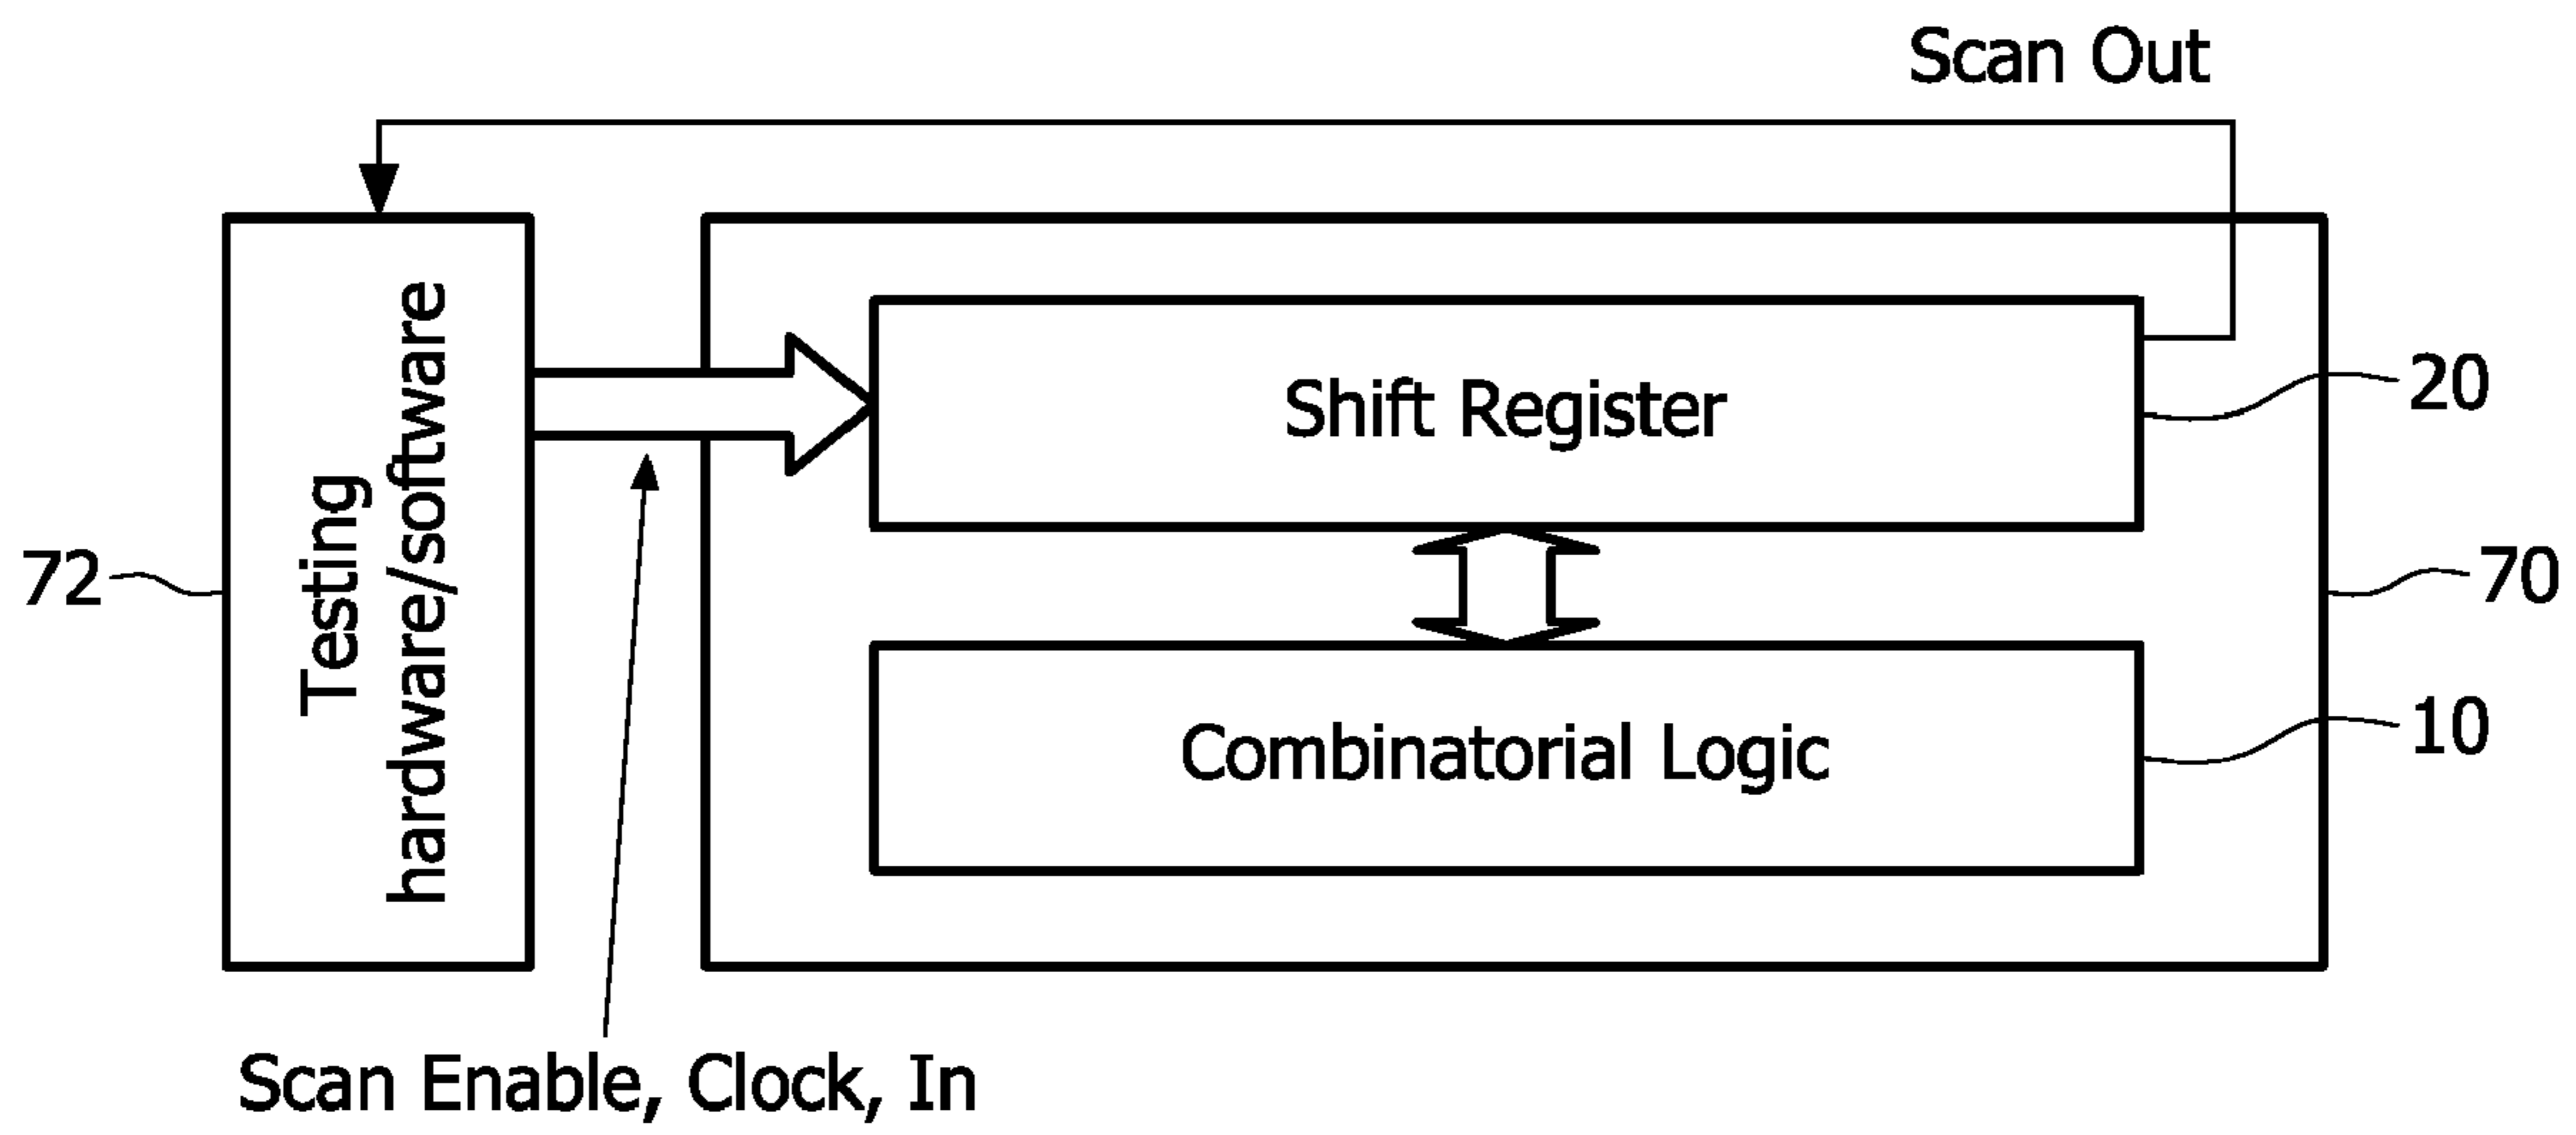 Scan Out
Testing
hardware/software
Shift Register
20
72
70
Combinatorial Logic
10
Scan Enable, Clock, In